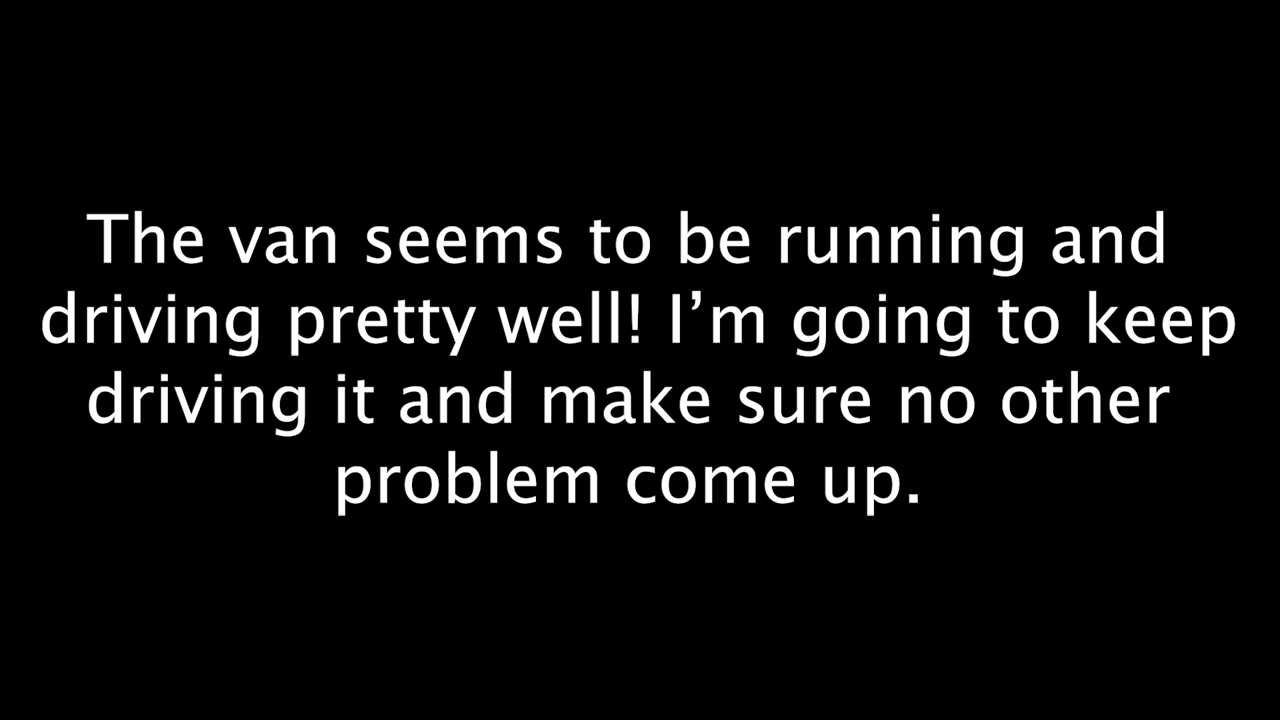 The van seems to be running and
driving pretty well! I’m going to keep
driving it and make sure no other
problem come up.